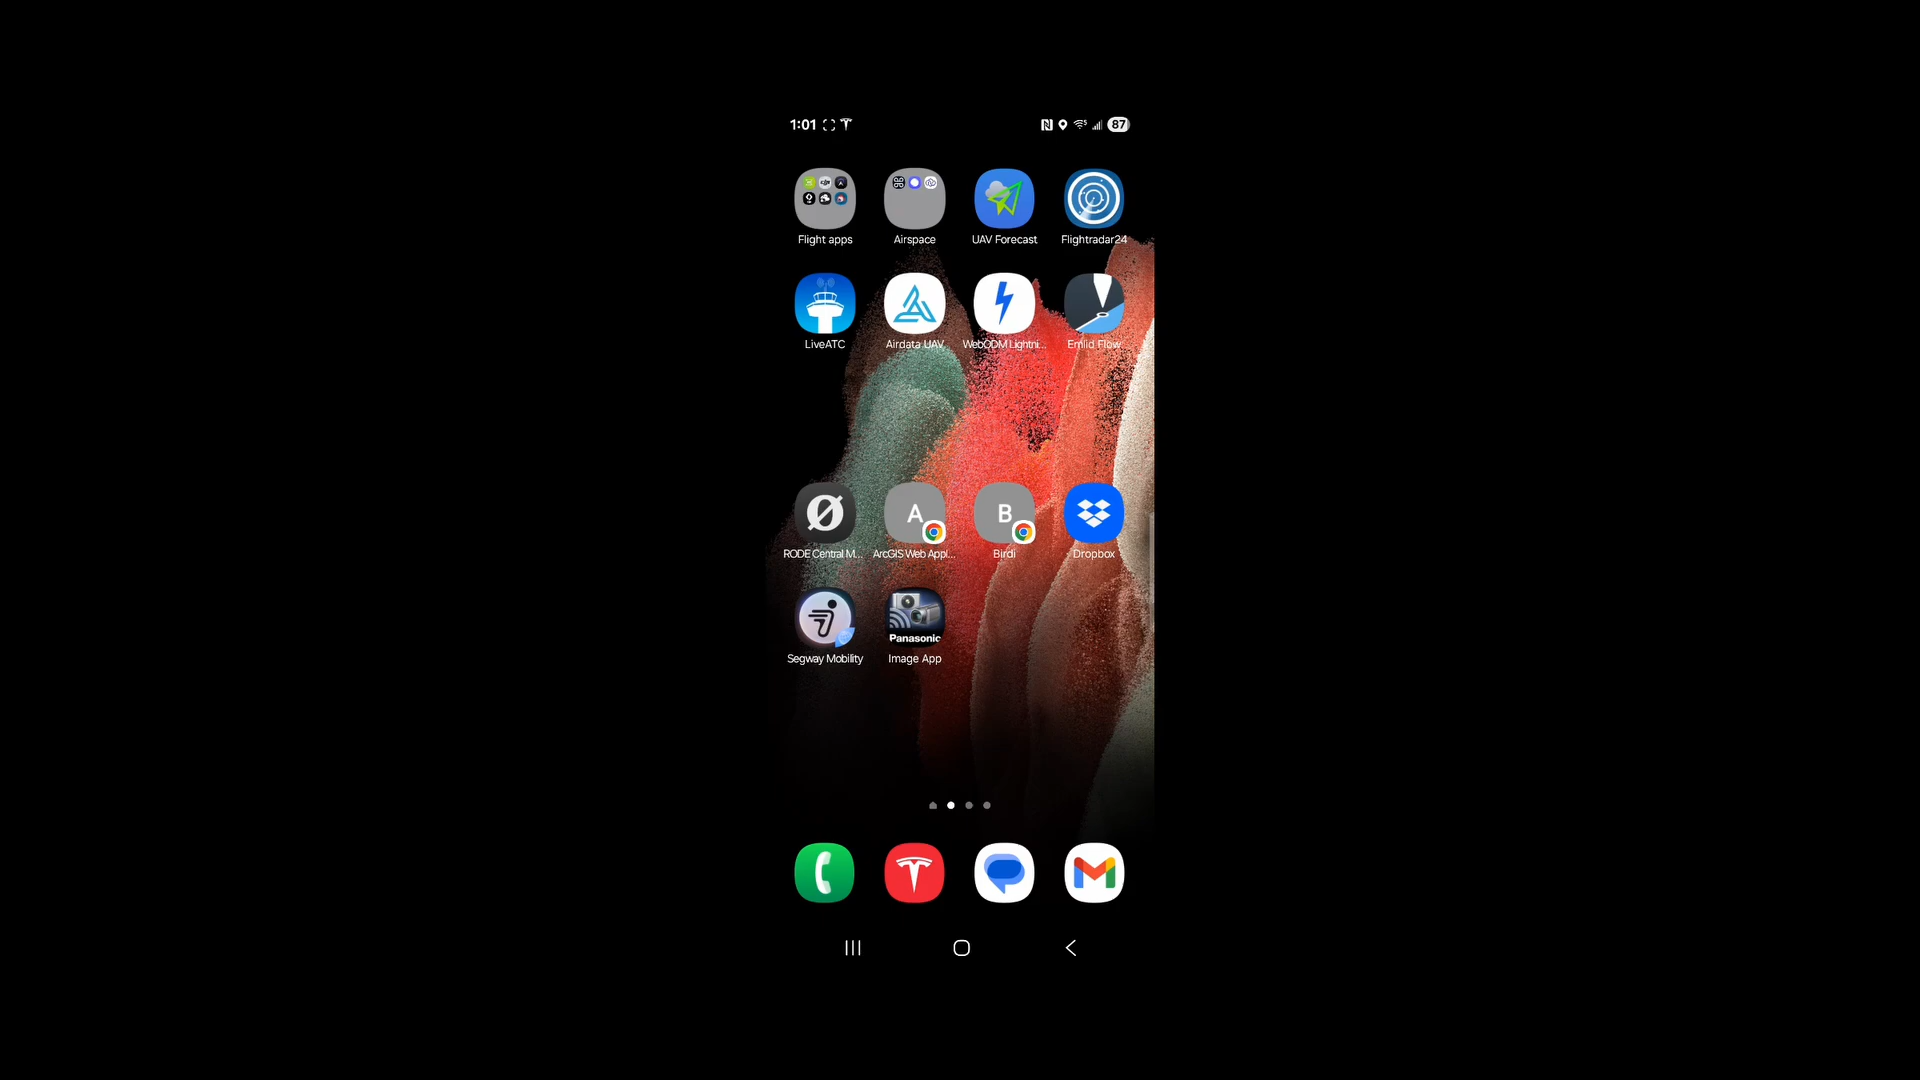 1:01
87
Flight apps
Airspace
UAV Forecast
Flightradar24
LiveATC
Airdata UAV
WebODM Lightni...
Emlid Flow
RODE Central M...
A
ArcGIS Web Appl...
B
Birdi
Dropbox
Panasonic
Segway Mobility
Image App